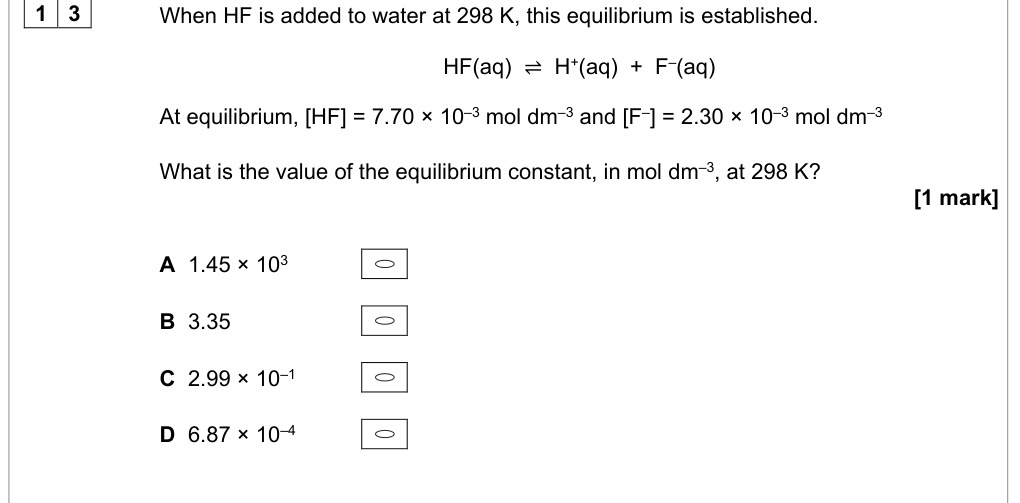 1 3 When HF is added to water at 298 K, this equilibrium is established.
HF(aq) ⇌ H⁺(aq) + F⁻(aq)
At equilibrium, [HF] = 7.70 × 10⁻³ mol dm⁻³ and [F⁻] = 2.30 × 10⁻³ mol dm⁻³
What is the value of the equilibrium constant, in mol dm⁻³, at 298 K?
[1 mark]
A 1.45 × 10³
B 3.35
C 2.99 × 10⁻¹
D 6.87 × 10⁻⁴